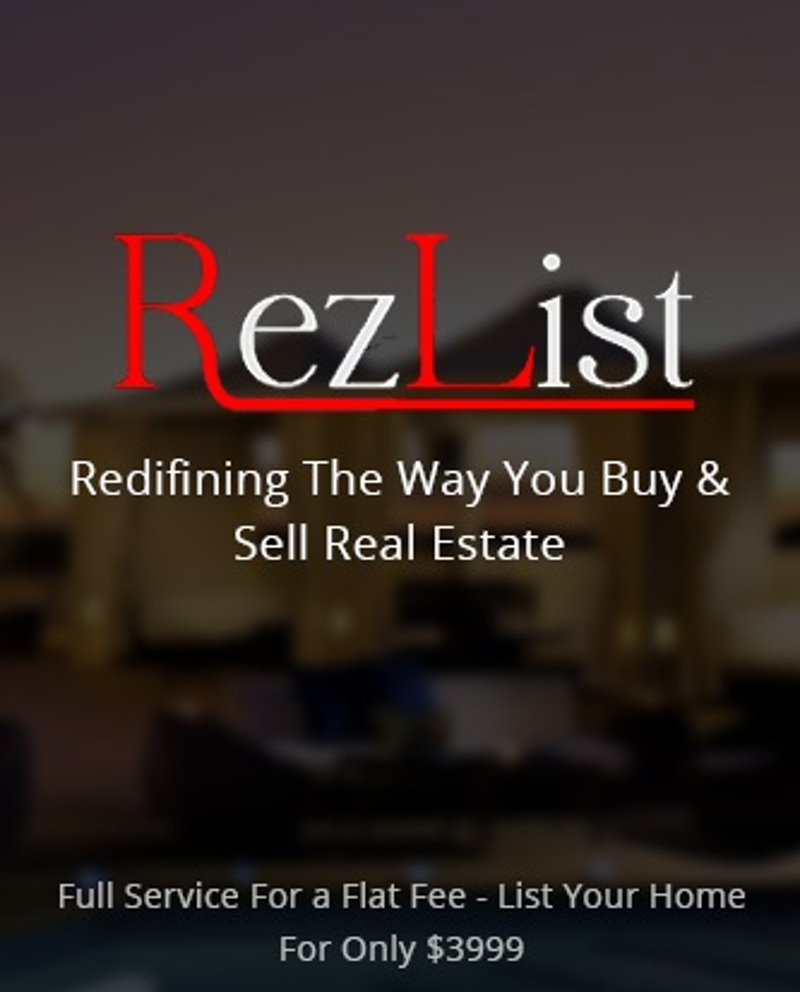 RezList
Redifining The Way You Buy &
Sell Real Estate
Full Service For a Flat Fee - List Your Home
For Only $3999